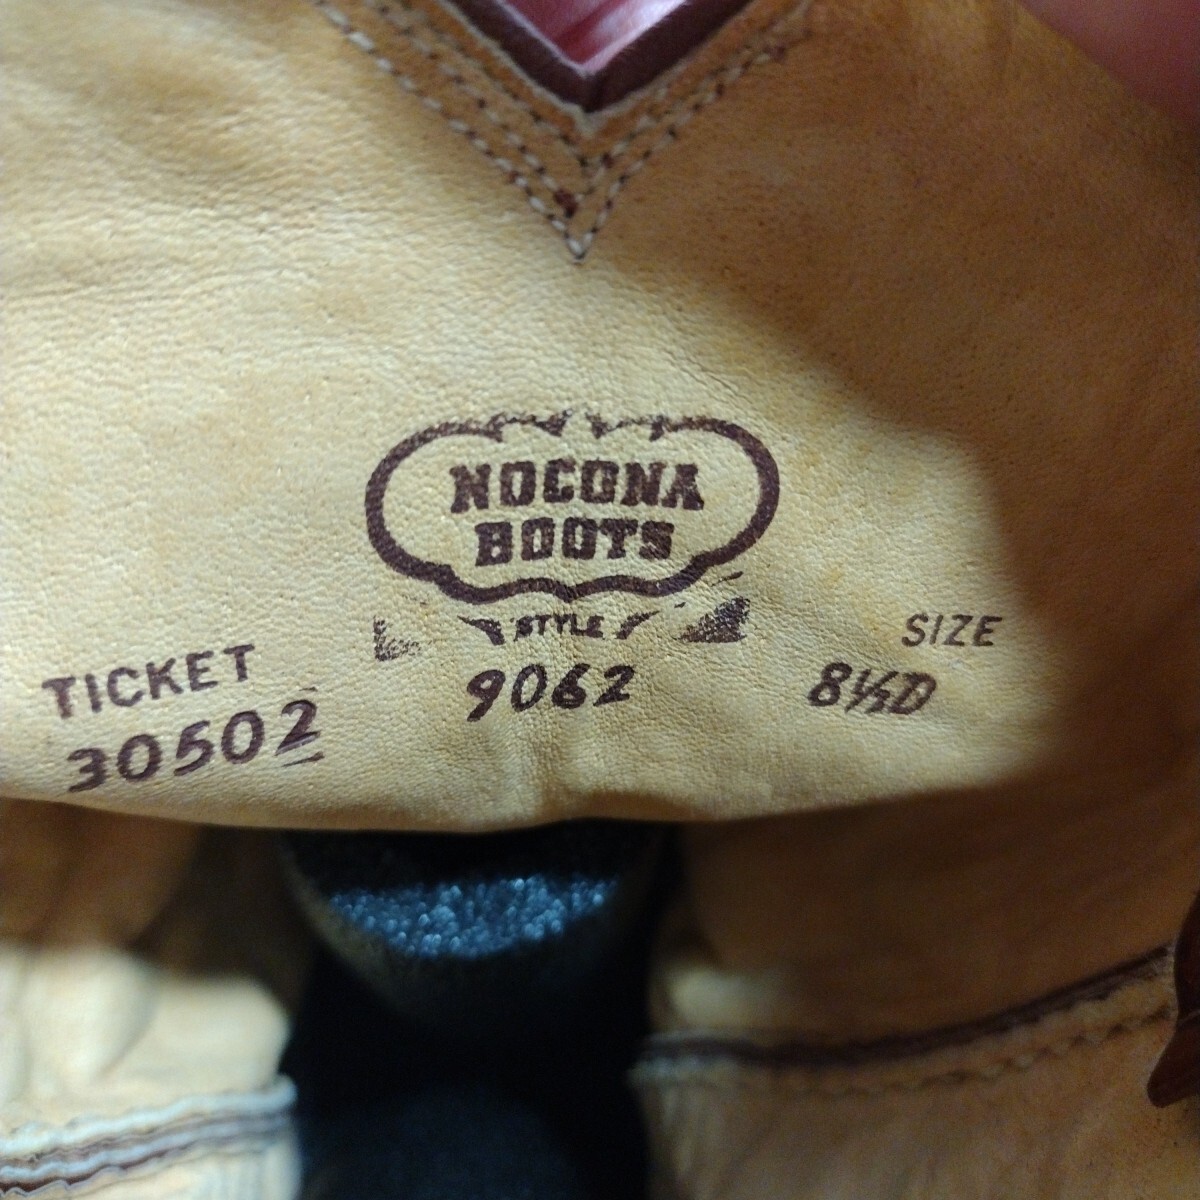 NOCONA
BOOTS
STYLE
9062
TICKET
30502
SIZE
8½D